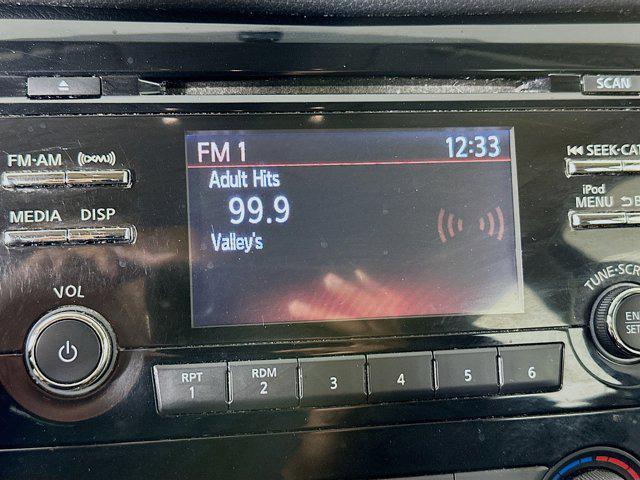 SCAN
FM·AM ((XM))
FM 1 12:33
SEEK·CAT
Adult Hits
iPod
MENU
99.9
MEDIA DISP
Valley's
TUNE·SCR
VOL
RPT RDM
1 2 3 4 5 6